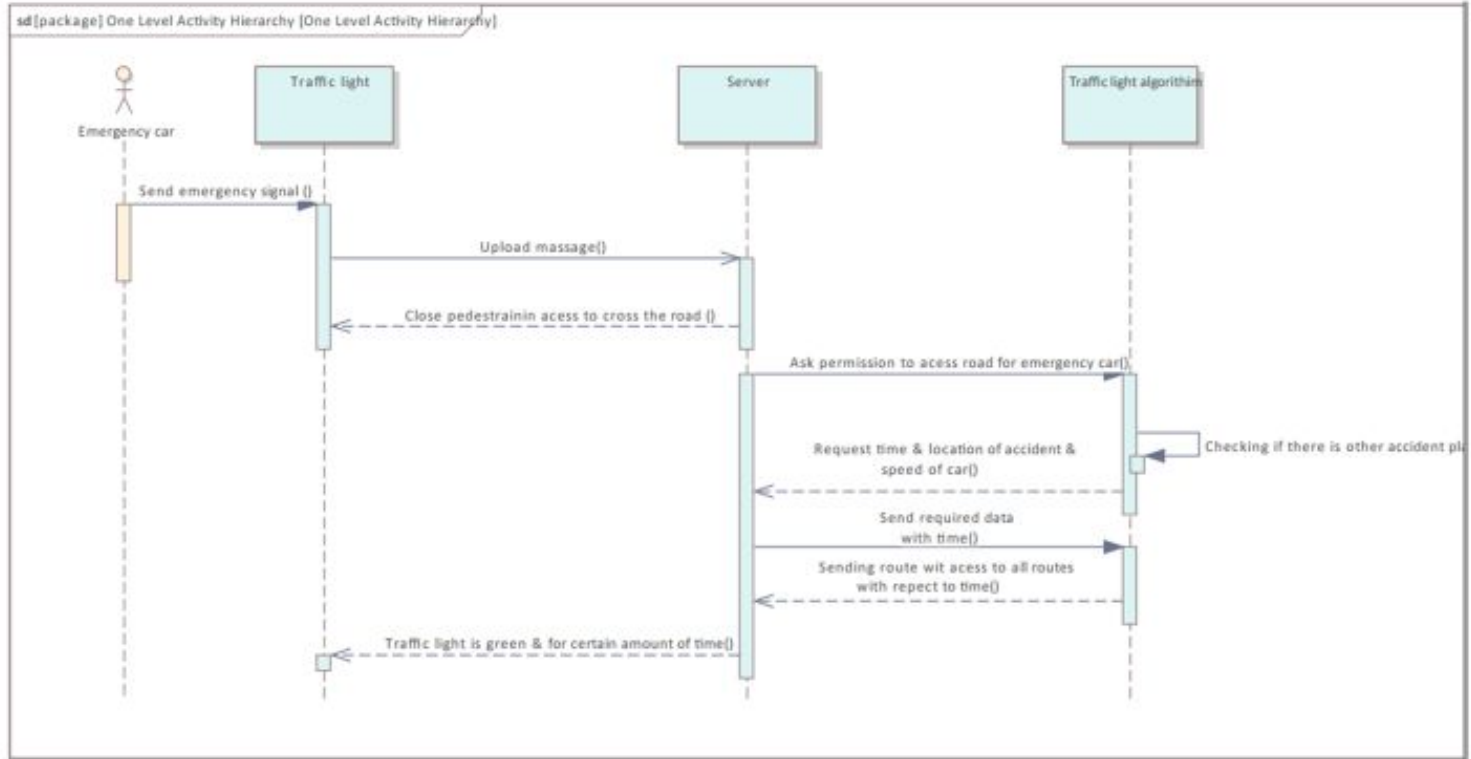 sd [package] One Level Activity Hierarchy [One Level Activity Hierarchy]
Traffic light
Server
Traffic light algorithim
Emergency car
Send emergency signal ()
Upload massage()
Close pedestrainin acess to cross the road ()
Ask permission to acess road for emergency car()
Checking if there is other accident pla
Request time & location of accident &
speed of car()
Send required data
with time()
Sending route wit acess to all routes
with repect to time()
Traffic light is green & for certain amount of time()